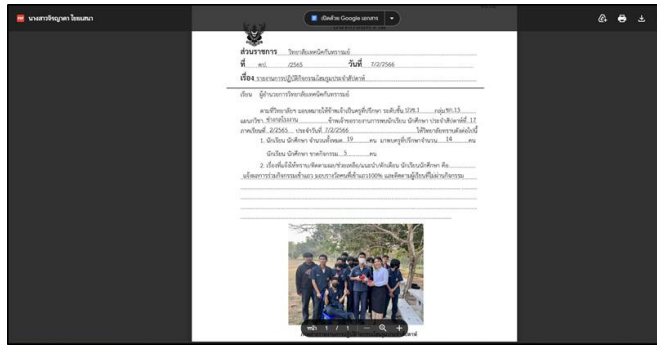 นางสาวจิรญาดา ไยแสนา
เปิดด้วย Google เอกสาร
ส่วนราชการ วิทยาลัยเทคนิคกันทรารมย์
ที่ /2565 วันที่ 7/2/2566
เรื่อง รายงานการปฏิบัติกิจกรรมโฮมรูมประจำสัปดาห์
เรียน ผู้อำนวยการวิทยาลัยเทคนิคกันทรารมย์
ตามที่วิทยาลัยฯ มอบหมายให้ข้าพเจ้าเป็นครูที่ปรึกษา ระดับชั้น ปวช.1 กลุ่ม ชก.13
แผนกวิชา ช่างกลโรงงาน ข้าพเจ้าขอรายงานการพบนักเรียน นักศึกษา ประจำสัปดาห์ที่ 17
ภาคเรียนที่ 2/2565 ประจำวันที่ 7/2/2566 ให้วิทยาลัยทราบดังต่อไปนี้
1. นักเรียน นักศึกษา จำนวนทั้งหมด 19 คน มาพบครูที่ปรึกษาจำนวน 14 คน
นักเรียน นักศึกษา ขาดกิจกรรม 5 คน
2. เรื่องที่แจ้งให้ทราบ/ติดตามผล/ช่วยเหลือ/แนะนำ/ตักเตือน นักเรียนนักศึกษา คือ
แจ้งผลการร่วมกิจกรรมเข้าแถว มอบรางวัลคนที่เข้าแถว100% และติดตามผู้เรียนที่ไม่ผ่านกิจกรรม
หน้า 1 / 1